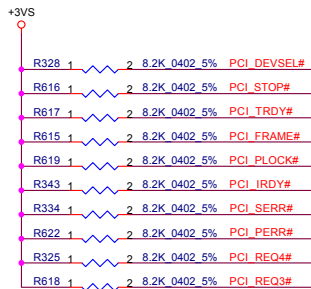 +3VS
R328 1 2 8.2K_0402_5% PCI_DEVSEL#
R616 1 2 8.2K_0402_5% PCI_STOP#
R617 1 2 8.2K_0402_5% PCI_TRDY#
R615 1 2 8.2K_0402_5% PCI_FRAME#
R619 1 2 8.2K_0402_5% PCI_PLOCK#
R343 1 2 8.2K_0402_5% PCI_IRDY#
R334 1 2 8.2K_0402_5% PCI_SERR#
R622 1 2 8.2K_0402_5% PCI_PERR#
R325 1 2 8.2K_0402_5% PCI_REQ4#
R618 1 2 8.2K_0402_5% PCI_REQ3#